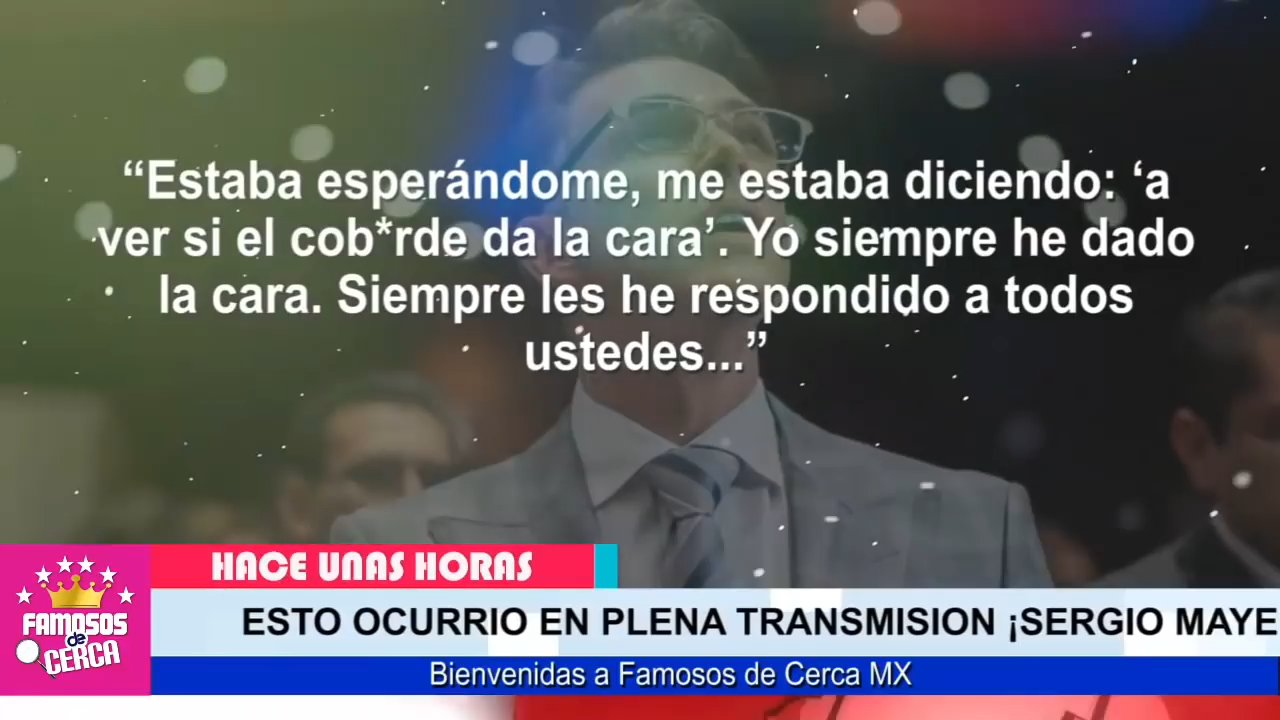 “Estaba esperándome, me estaba diciendo: ‘a
ver si el cob*rde da la cara’. Yo siempre he dado
la cara. Siempre les he respondido a todos
ustedes...”
HACE UNAS HORAS
FAMOSOS
de
CERCA
ESTO OCURRIO EN PLENA TRANSMISION ¡SERGIO MAYE
Bienvenidas a Famosos de Cerca MX